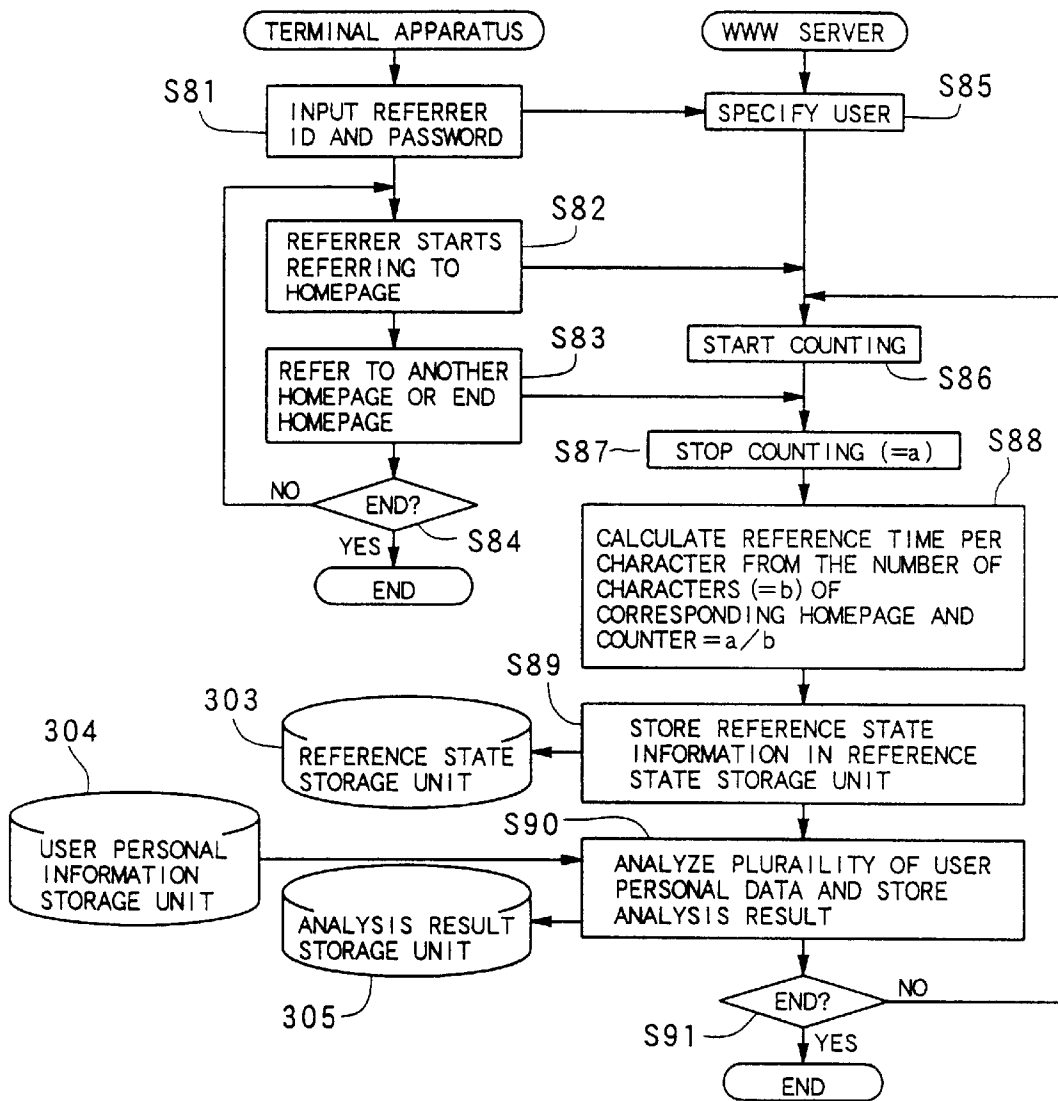 TERMINAL APPARATUS
WWW SERVER
S81
INPUT REFERRER
ID AND PASSWORD
SPECIFY USER
S85
S82
REFERRER STARTS
REFERRING TO
HOMEPAGE
START COUNTING
S86
S83
REFER TO ANOTHER
HOMEPAGE OR END
HOMEPAGE
S87
STOP COUNTING (=a)
S88
NO
END?
S84
YES
END
CALCULATE REFERENCE TIME PER
CHARACTER FROM THE NUMBER OF
CHARACTERS (=b) OF
CORRESPONDING HOMEPAGE AND
COUNTER = a/b
S89
303
REFERENCE STATE
STORAGE UNIT
STORE REFERENCE STATE
INFORMATION IN REFERENCE
STATE STORAGE UNIT
304
USER PERSONAL
INFORMATION
STORAGE UNIT
S90
ANALYZE PLURAILITY OF USER
PERSONAL DATA AND STORE
ANALYSIS RESULT
ANALYSIS RESULT
STORAGE UNIT
305
END?
NO
S91
YES
END